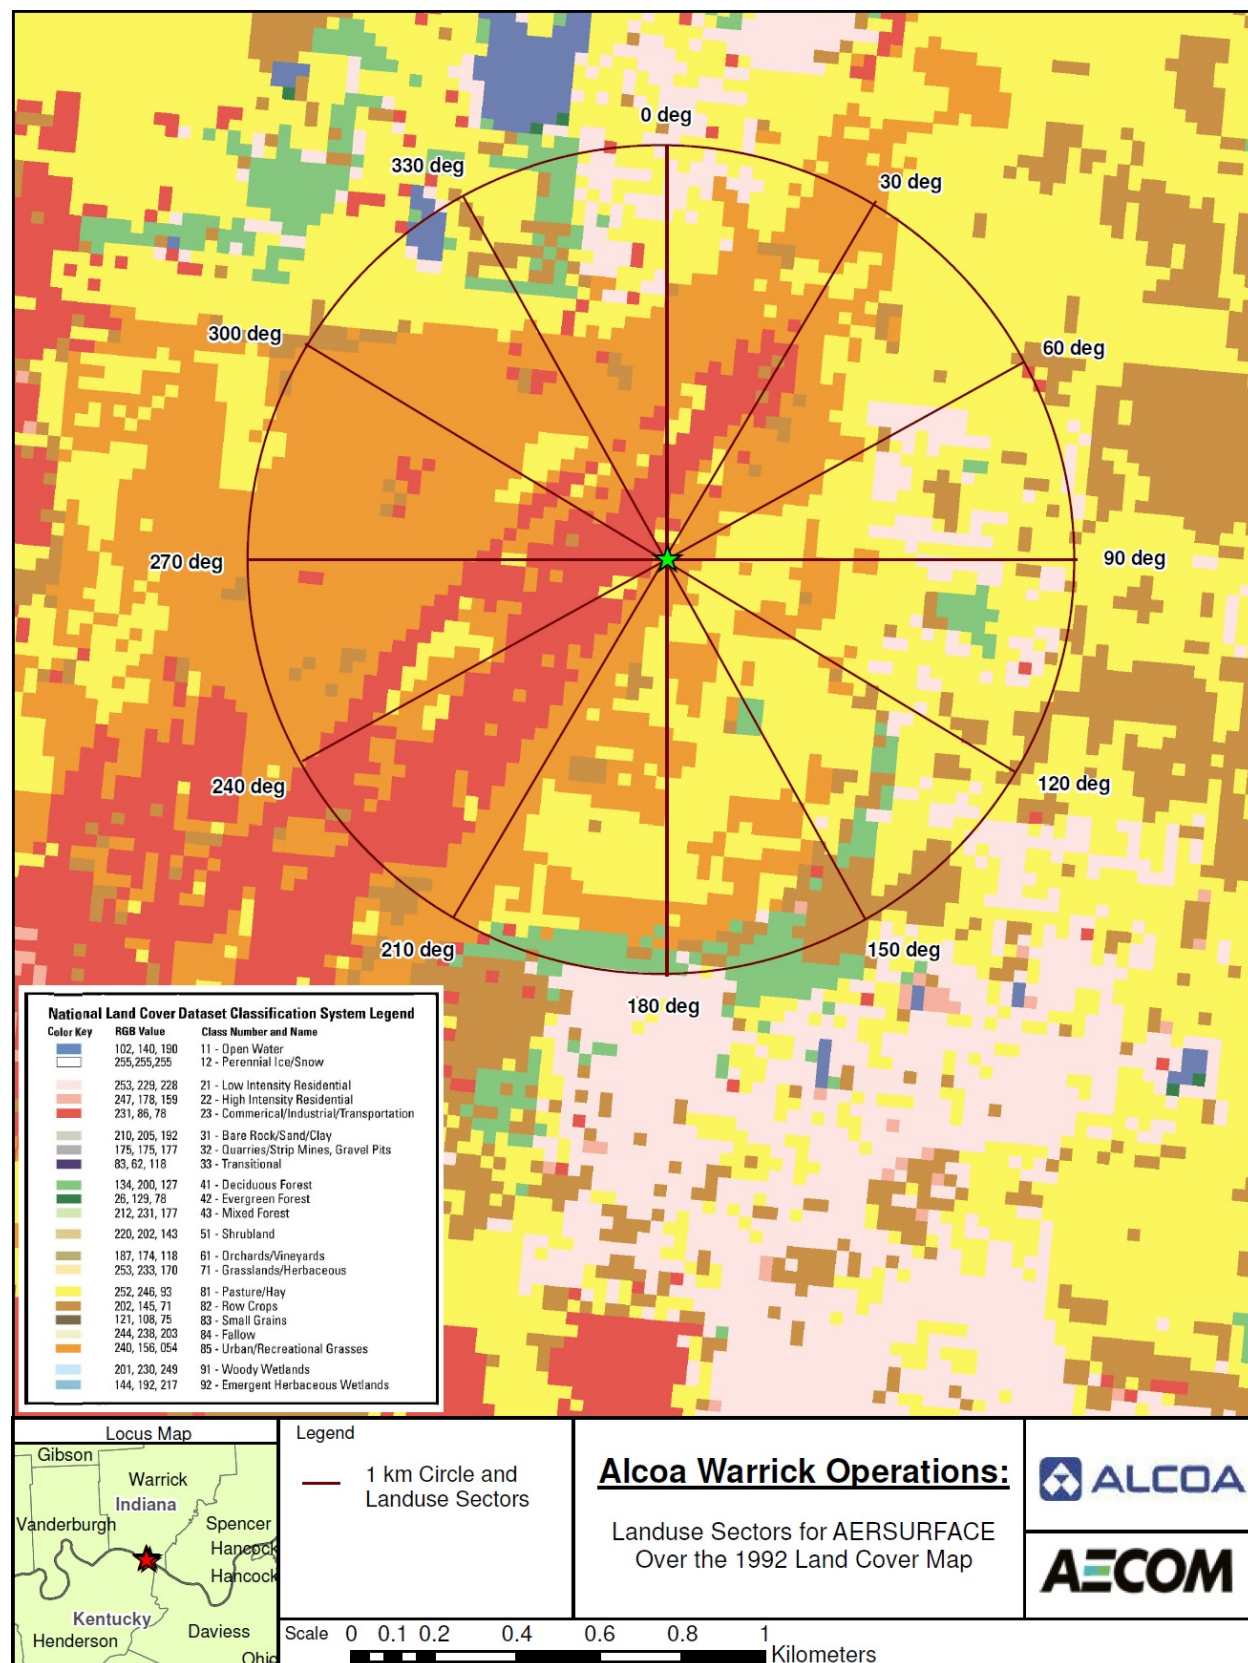 0 deg
330 deg
30 deg
300 deg
60 deg
270 deg
90 deg
240 deg
120 deg
210 deg
150 deg
180 deg
National Land Cover Dataset Classification System Legend
Color Key RGB Value Class Number and Name
102, 140, 190 11 - Open Water
255,255,255 12 - Perennial Ice/Snow
253, 229, 228 21 - Low Intensity Residential
247, 178, 159 22 - High Intensity Residential
231, 86, 78 23 - Commerical/Industrial/Transportation
210, 205, 192 31 - Bare Rock/Sand/Clay
175, 175, 177 32 - Quarries/Strip Mines, Gravel Pits
83, 62, 118 33 - Transitional
134, 200, 127 41 - Deciduous Forest
26, 129, 78 42 - Evergreen Forest
212, 231, 177 43 - Mixed Forest
220, 202, 143 51 - Shrubland
187, 174, 118 61 - Orchards/Vineyards
253, 233, 170 71 - Grasslands/Herbaceous
252, 246, 93 81 - Pasture/Hay
202, 145, 71 82 - Row Crops
121, 108, 75 83 - Small Grains
244, 238, 203 84 - Fallow
240, 156, 054 85 - Urban/Recreational Grasses
201, 230, 249 91 - Woody Wetlands
144, 192, 217 92 - Emergent Herbaceous Wetlands
Locus Map
Gibson
Warrick
Indiana
Vanderburgh
Spencer
Hancock
Hancock
Kentucky
Daviess
Henderson
Ohio
Legend
1 km Circle and
Landuse Sectors
Alcoa Warrick Operations:
Landuse Sectors for AERSURFACE
Over the 1992 Land Cover Map
ALCOA
AECOM
Scale 0 0.1 0.2 0.4 0.6 0.8 1
Kilometers